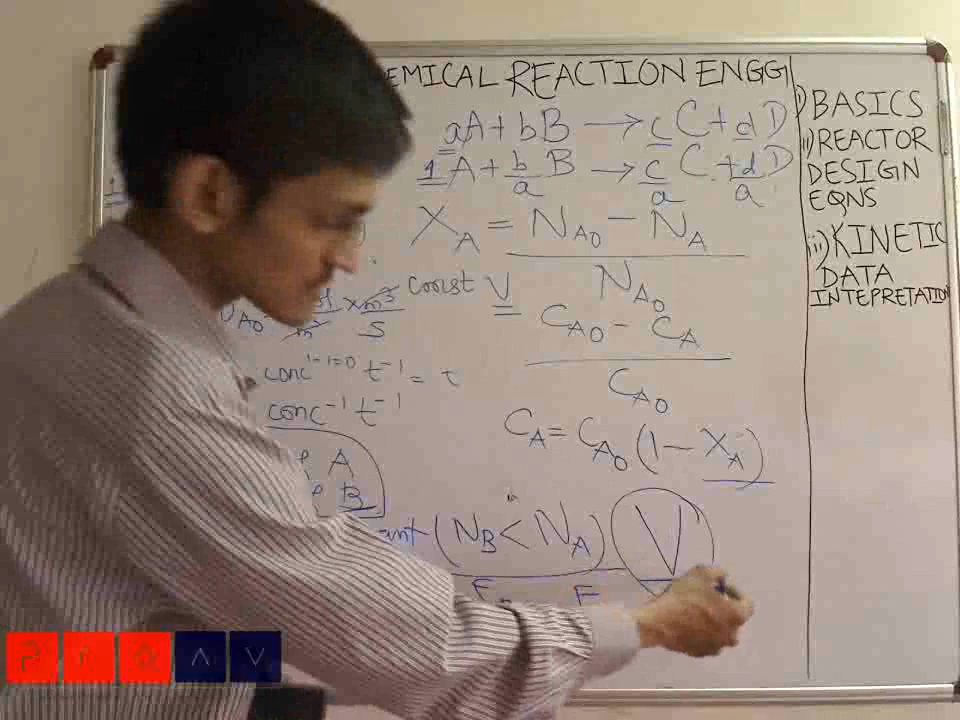 EMICAL REACTION ENGG
aA + bB → cC + dD
1A + b/a B → c/a C + d/a D
X_A = (N_A0 − N_A) / N_A0
const V
(C_A0 − C_A) / C_A0
× m³/S
conc^(1-1=0) t⁻¹ = t
conc⁻¹ t⁻¹
C_A = C_A0 (1 − X_A)
A
B
ant (N_B < N_A) V
F
i) BASICS
ii) REACTOR
DESIGN
EQNS
iii) KINETIC
DATA
INTEPRETATION